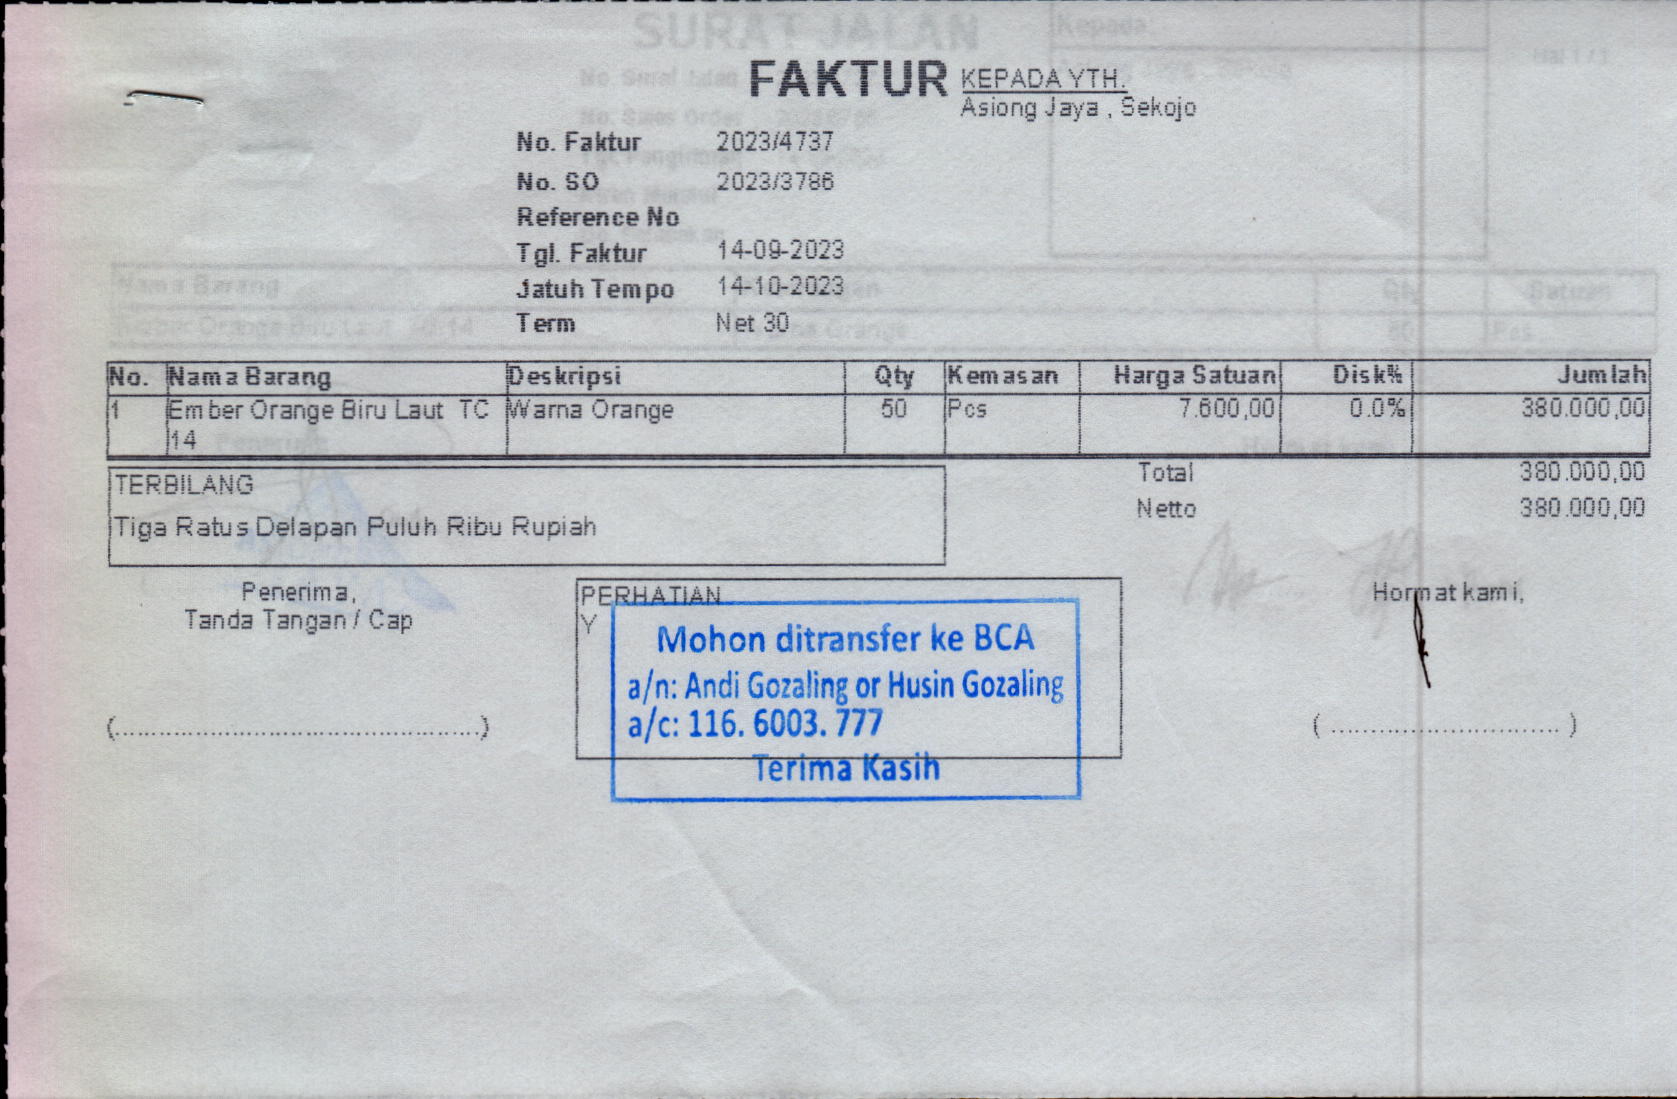 FAKTUR
KEPADA YTH.
Asiong Jaya , Sekojo
No. Faktur 2023/4737
No. SO 2023/3786
Reference No
Tgl. Faktur 14-09-2023
Jatuh Tempo 14-10-2023
Term Net 30
No. Nama Barang Deskripsi Qty Kemasan Harga Satuan Disk% Jumlah
1 Ember Orange Biru Laut TC Warna Orange 50 Pcs 7.600,00 0.0% 380.000,00
14
Total 380.000,00
Netto 380.000,00
TERBILANG
Tiga Ratus Delapan Puluh Ribu Rupiah
Penerima,
Tanda Tangan / Cap
(..............................................)
PERHATIAN
Y
Mohon ditransfer ke BCA
a/n: Andi Gozaling or Husin Gozaling
a/c: 116. 6003. 777
Terima Kasih
Hormat kami,
( ............................. )